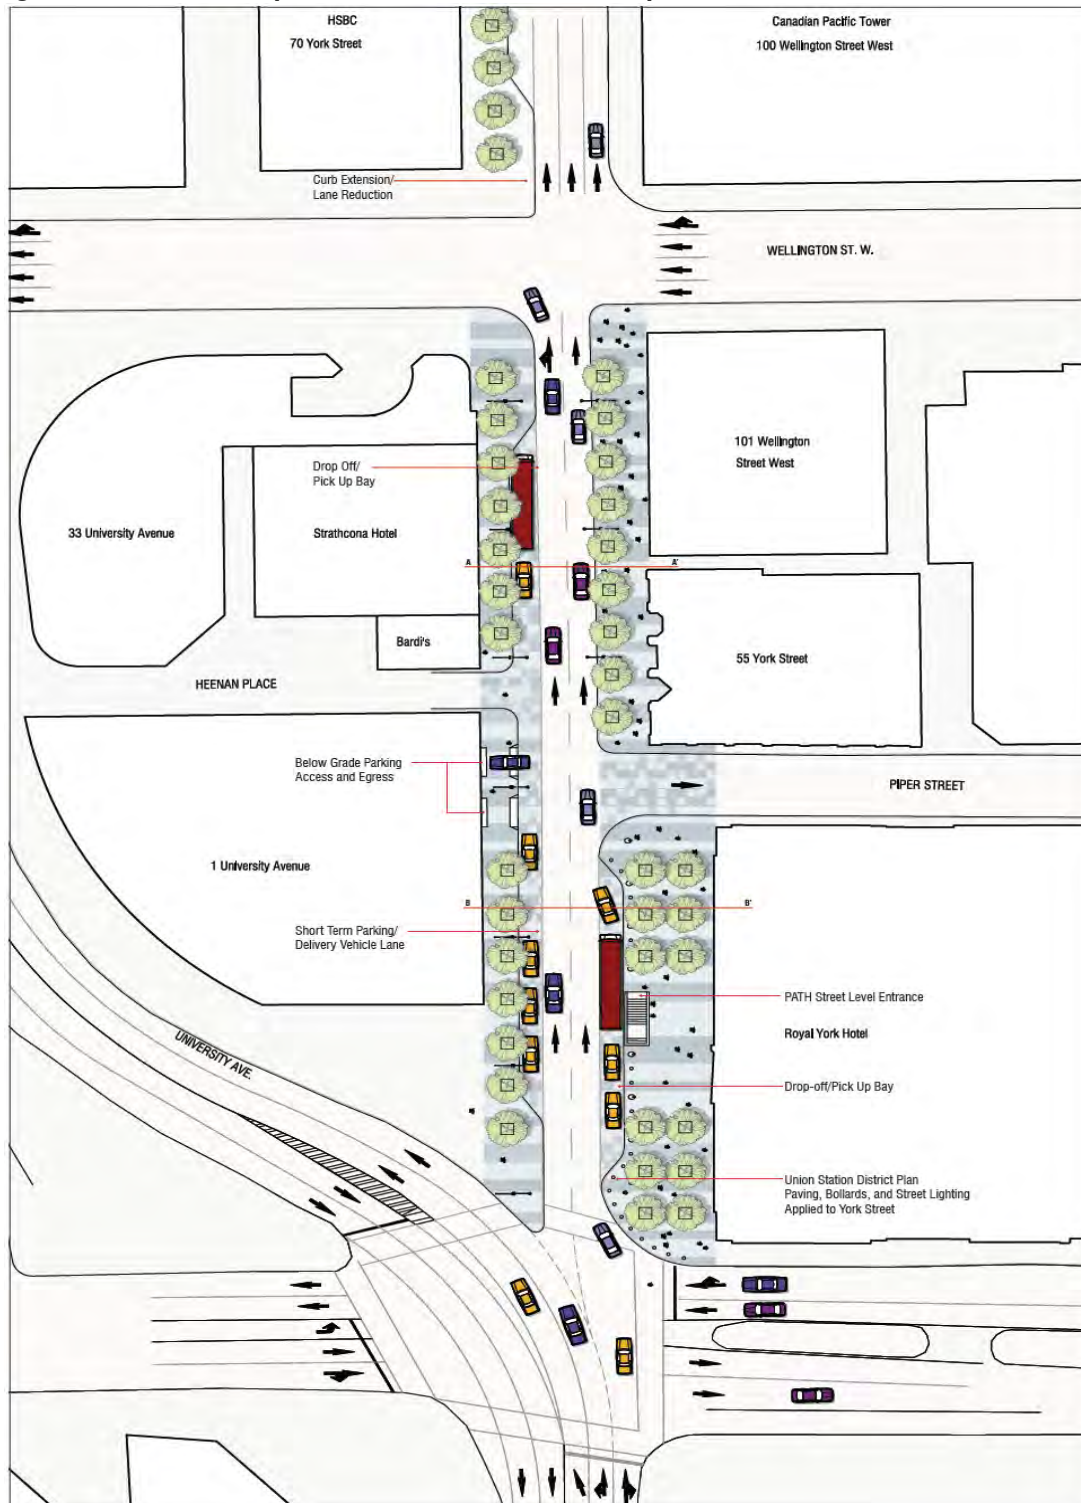 HSBC
70 York Street
Canadian Pacific Tower
100 Wellington Street West
Curb Extension/
Lane Reduction
WELLINGTON ST. W.
Drop Off/
Pick Up Bay
101 Wellington
Street West
33 University Avenue
Strathcona Hotel
A
A'
Bardi's
55 York Street
HEENAN PLACE
Below Grade Parking
Access and Egress
PIPER STREET
1 University Avenue
B
B'
Short Term Parking/
Delivery Vehicle Lane
PATH Street Level Entrance
Royal York Hotel
UNIVERSITY AVE.
Drop-off/Pick Up Bay
Union Station District Plan
Paving, Bollards, and Street Lighting
Applied to York Street